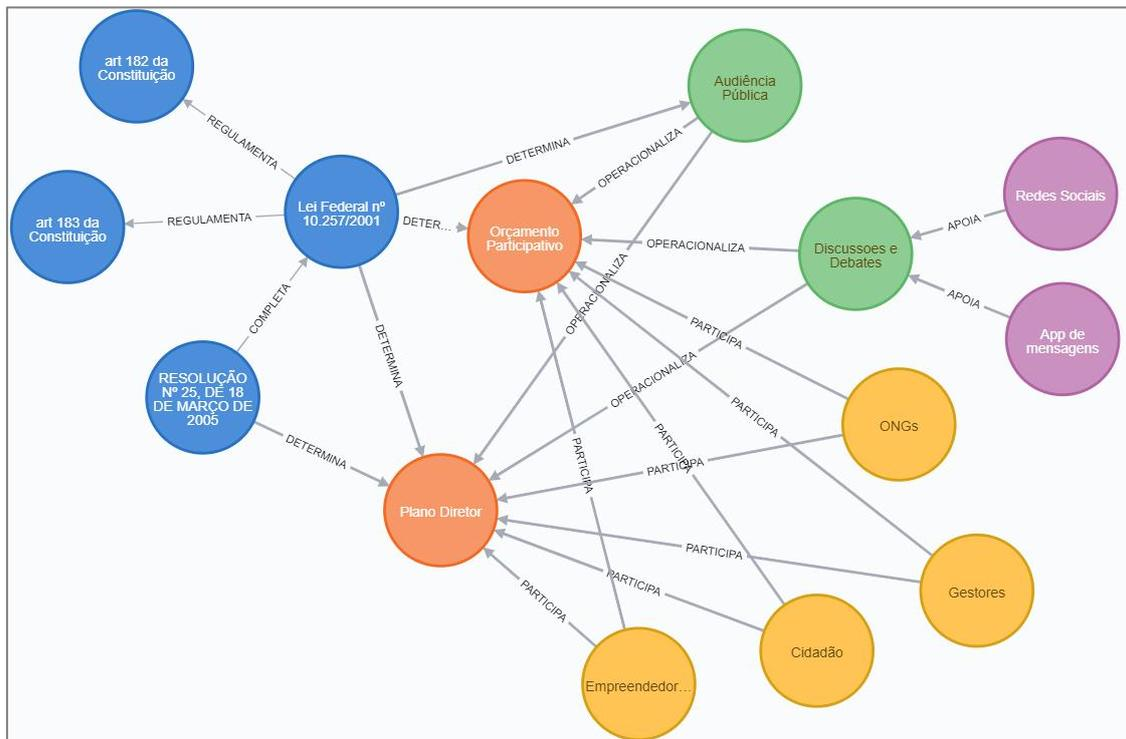 art 182 da
Constituição
Audiência
Pública
REGULAMENTA
DETERMINA
OPERACIONALIZA
Redes Sociais
art 183 da
Constituição
REGULAMENTA
Lei Federal nº
10.257/2001
DETER...
Orçamento
Participativo
OPERACIONALIZA
Discussoes e
Debates
APOIA
APOIA
App de
mensagens
COMPLETA
DETERMINA
OPERACIONALIZA
OPERACIONALIZA
PARTICIPA
RESOLUÇÃO
Nº 25, DE 18
DE MARÇO DE
2005
DETERMINA
PARTICIPA
PARTICIPA
PARTICIPA
PARTICIPA
ONGs
Plano Diretor
PARTICIPA
PARTICIPA
PARTICIPA
Gestores
Cidadão
Empreendedor...